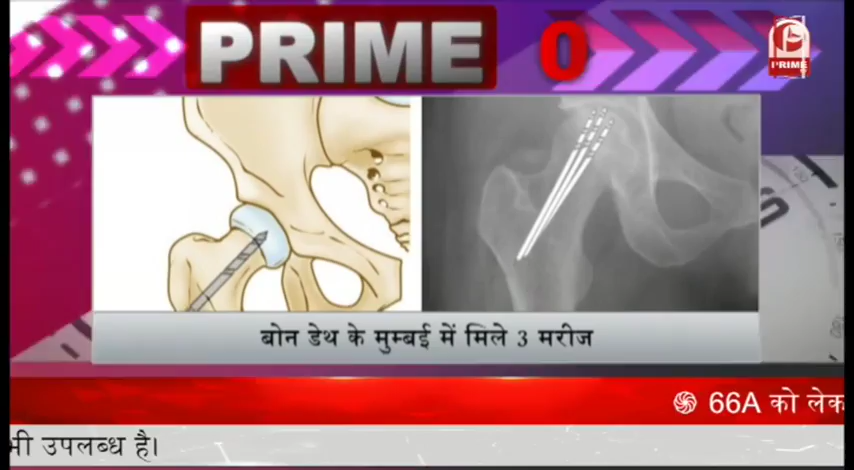 PRIME 0
PRIME
बोन डेथ के मुम्बई में मिले 3 मरीज
66A को लेक
भी उपलब्ध है।